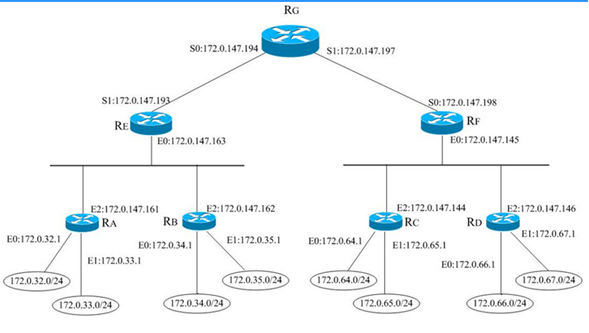 RG
S0:172.0.147.194
S1:172.0.147.197
S1:172.0.147.193
S0:172.0.147.198
RE
RF
E0:172.0.147.163
E0:172.0.147.145
E2:172.0.147.161
E2:172.0.147.162
E2:172.0.147.144
E2:172.0.147.146
RA
RB
RC
RD
E0:172.0.32.1
E1:172.0.33.1
E0:172.0.34.1
E1:172.0.35.1
E0:172.0.64.1
E1:172.0.65.1
E0:172.0.66.1
E1:172.0.67.1
172.0.32.0/24
172.0.33.0/24
172.0.34.0/24
172.0.35.0/24
172.0.64.0/24
172.0.65.0/24
172.0.66.0/24
172.0.67.0/24